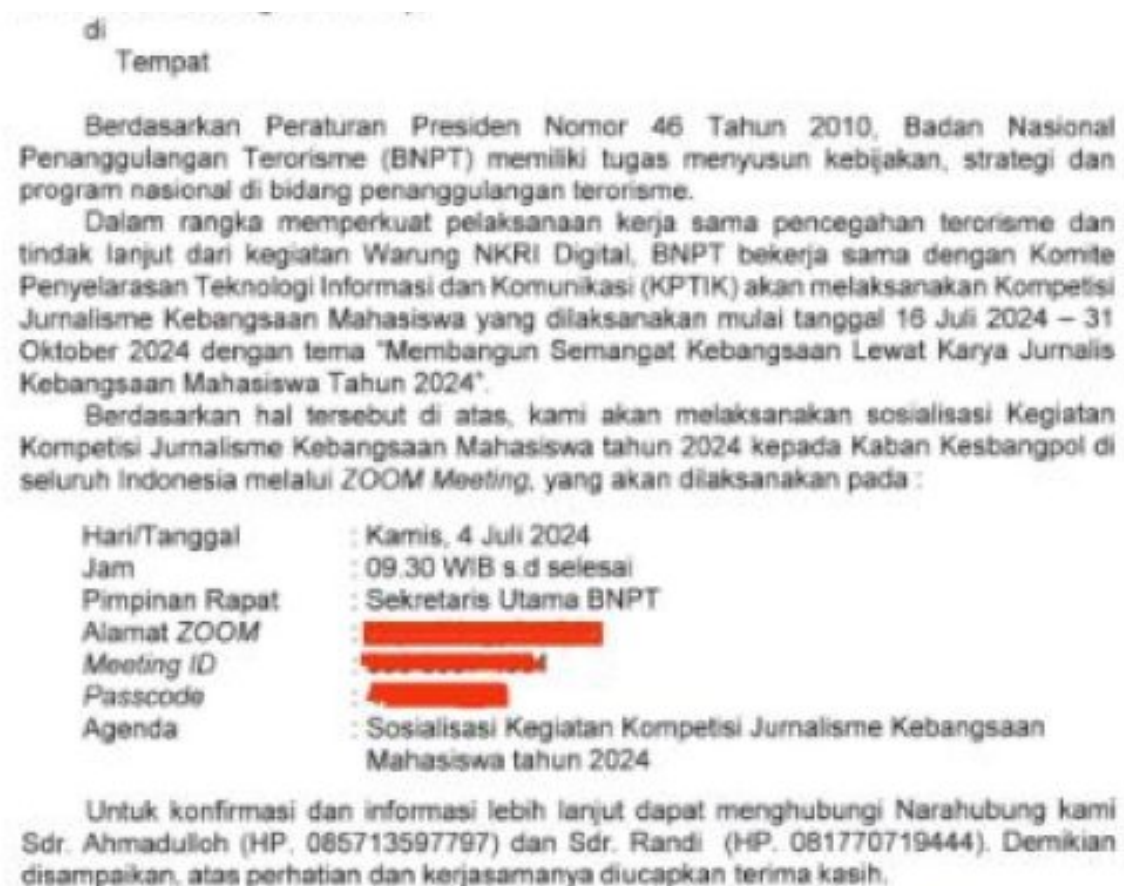 di
Tempat
Berdasarkan Peraturan Presiden Nomor 46 Tahun 2010, Badan Nasional
Penanggulangan Terorisme (BNPT) memiliki tugas menyusun kebijakan, strategi dan
program nasional di bidang penanggulangan terorisme.
Dalam rangka memperkuat pelaksanaan kerja sama pencegahan terorisme dan
tindak lanjut dari kegiatan Warung NKRI Digital, BNPT bekerja sama dengan Komite
Penyelarasan Teknologi Informasi dan Komunikasi (KPTIK) akan melaksanakan Kompetisi
Jurnalisme Kebangsaan Mahasiswa yang dilaksanakan mulai tanggal 16 Juli 2024 – 31
Oktober 2024 dengan tema "Membangun Semangat Kebangsaan Lewat Karya Jurnalis
Kebangsaan Mahasiswa Tahun 2024".
Berdasarkan hal tersebut di atas, kami akan melaksanakan sosialisasi Kegiatan
Kompetisi Jurnalisme Kebangsaan Mahasiswa tahun 2024 kepada Kaban Kesbangpol di
seluruh Indonesia melalui ZOOM Meeting, yang akan dilaksanakan pada :
Hari/Tanggal : Kamis, 4 Juli 2024
Jam : 09.30 WIB s.d selesai
Pimpinan Rapat : Sekretaris Utama BNPT
Alamat ZOOM :
Meeting ID :
Passcode :
Agenda : Sosialisasi Kegiatan Kompetisi Jurnalisme Kebangsaan
Mahasiswa tahun 2024
Untuk konfirmasi dan informasi lebih lanjut dapat menghubungi Narahubung kami
Sdr. Ahmadulloh (HP. 085713597797) dan Sdr. Randi (HP. 081770719444). Demikian
disampaikan, atas perhatian dan kerjasamanya diucapkan terima kasih.